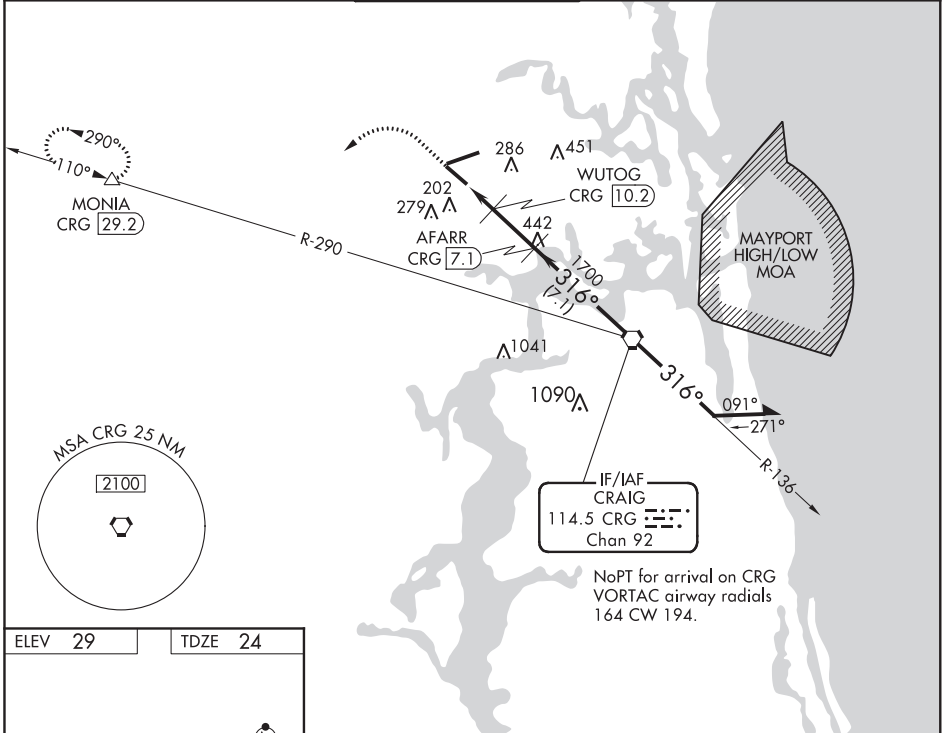 290°
110°
MONIA
CRG 29.2
R-290
286
451
WUTOG
CRG 10.2
202
279
442
AFARR
CRG 7.1
1700
316°
(7.1)
MAYPORT
HIGH/LOW
MOA
1041
1090
316°
091°
271°
R-136
MSA CRG 25 NM
2100
IF/IAF
CRAIG
114.5 CRG
Chan 92
NoPT for arrival on CRG
VORTAC airway radials
164 CW 194.
ELEV 29
TDZE 24